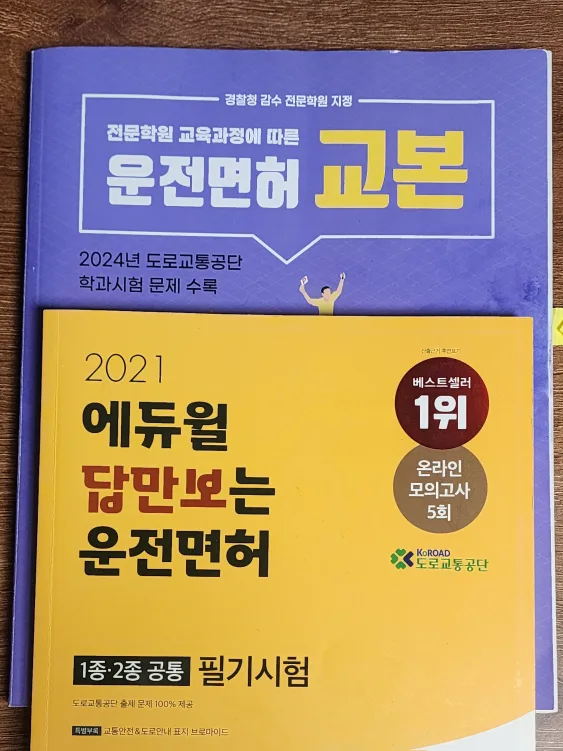 경찰청 감수 전문학원 지정
전문학원 교육과정에 따른
운전면허 교본
2024년 도로교통공단
학과시험 문제 수록
2021
에듀윌
답만보는
운전면허
베스트셀러
1위
온라인
모의고사
5회
KoROAD
도로교통공단
1종·2종 공통 필기시험
도로교통공단 출제 문제 100% 제공
특별부록 교통안전&도로안내 표지 브로마이드